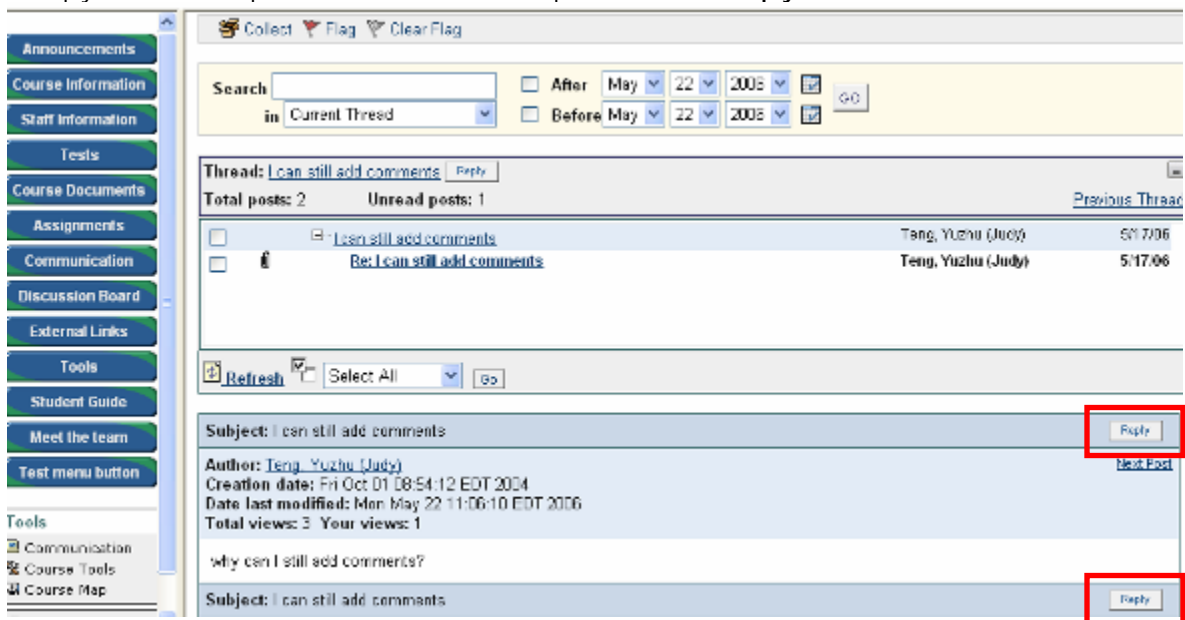 Collect Flag Clear Flag
Announcements
Course Information
Staff Information
Tests
Course Documents
Assignments
Communication
Discussion Board
External Links
Tools
Student Guide
Meet the team
Test menu button
Tools
Communication
Course Tools
Course Map
Search After May 22 2006 GO
in Current Thread Before May 22 2006
Thread: I can still add comments Reply
Total posts: 2 Unread posts: 1 Previous Thread
I can still add comments Teng, Yuzhu (Judy) 5/17/06
Re: I can still add comments Teng, Yuzhu (Judy) 5/17/06
Refresh Select All Go
Subject: I can still add comments Reply
Author: Teng, Yuzhu (Judy) Next Post
Creation date: Fri Oct 01 08:54:12 EDT 2004
Date last modified: Mon May 22 11:06:10 EDT 2006
Total views: 3 Your views: 1
why can I still add comments?
Subject: I can still add comments Reply